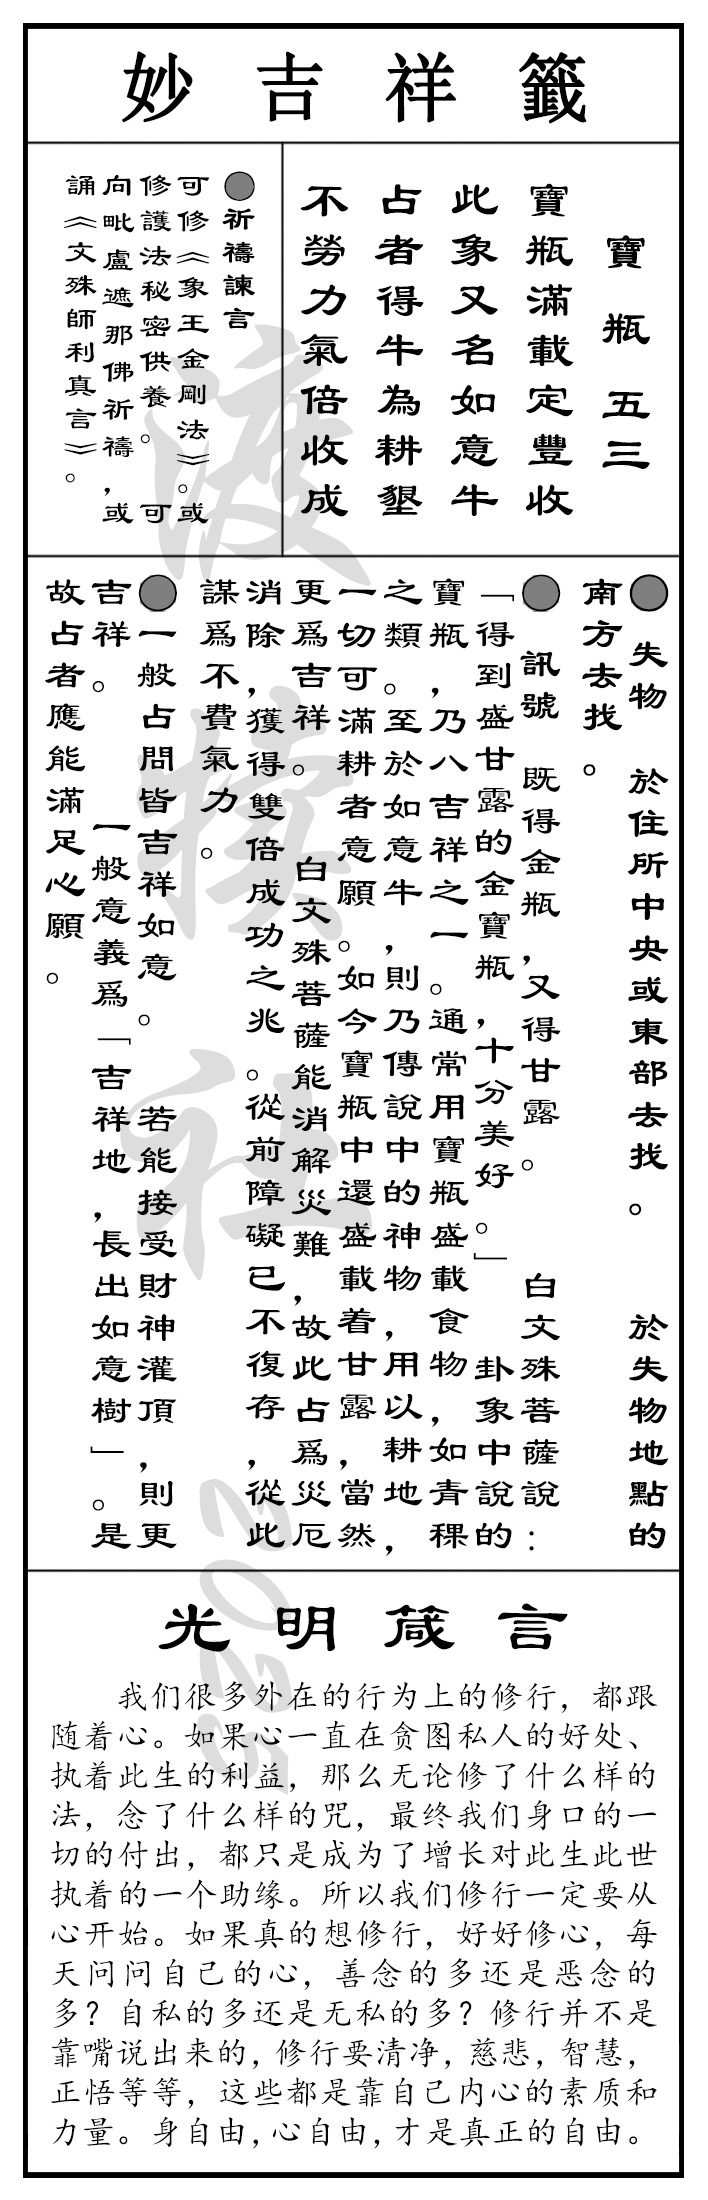 妙吉祥籤
寶瓶 五三
寶瓶滿載定豐收
此象又名如意牛
占者得牛為耕墾
不勞力氣倍收成
●祈禱諫言
可修《象王金剛法》。或
修護法秘密供養。 可
向毗盧遮那佛祈禱，或
誦《文殊師利真言》。
● 失物 於住所中央或東部去找。 於失物地點的
南方去找。
● 訊號 既得金瓶，又得甘露。 白文殊菩薩說：
「得到盛甘露的金寶瓶，十分美好。」 卦象中說的
寶瓶，乃八吉祥之一。通常用寶瓶盛載食物，如青稞
之類。至於如意牛，則乃傳說中的神物，用以耕地，
一切可滿耕者意願。如今寶瓶中還盛載着甘露，當然
更爲吉祥。 白文殊菩薩能消解災難，故此占爲災厄
消除，獲得雙倍成功之兆。從前障礙已不復存，從此
謀爲不費氣力。
●一般占問皆吉祥如意。 若能接受財神灌頂，則更
吉祥。 一般意義爲「吉祥地，長出如意樹」。是
故占者應能滿足心願。
渡犊社 2025
光明箴言
我们很多外在的行为上的修行，都跟
随着心。如果心一直在贪图私人的好处、
执着此生的利益，那么无论修了什么样的
法，念了什么样的咒，最终我们身口的一
切的付出，都只是成为了增长对此生此世
执着的一个助缘。所以我们修行一定要从
心开始。如果真的想修行，好好修心，每
天问问自己的心，善念的多还是恶念的
多？自私的多还是无私的多？修行并不是
靠嘴说出来的，修行要清净，慈悲，智慧，
正悟等等，这些都是靠自己内心的素质和
力量。身自由，心自由，才是真正的自由。